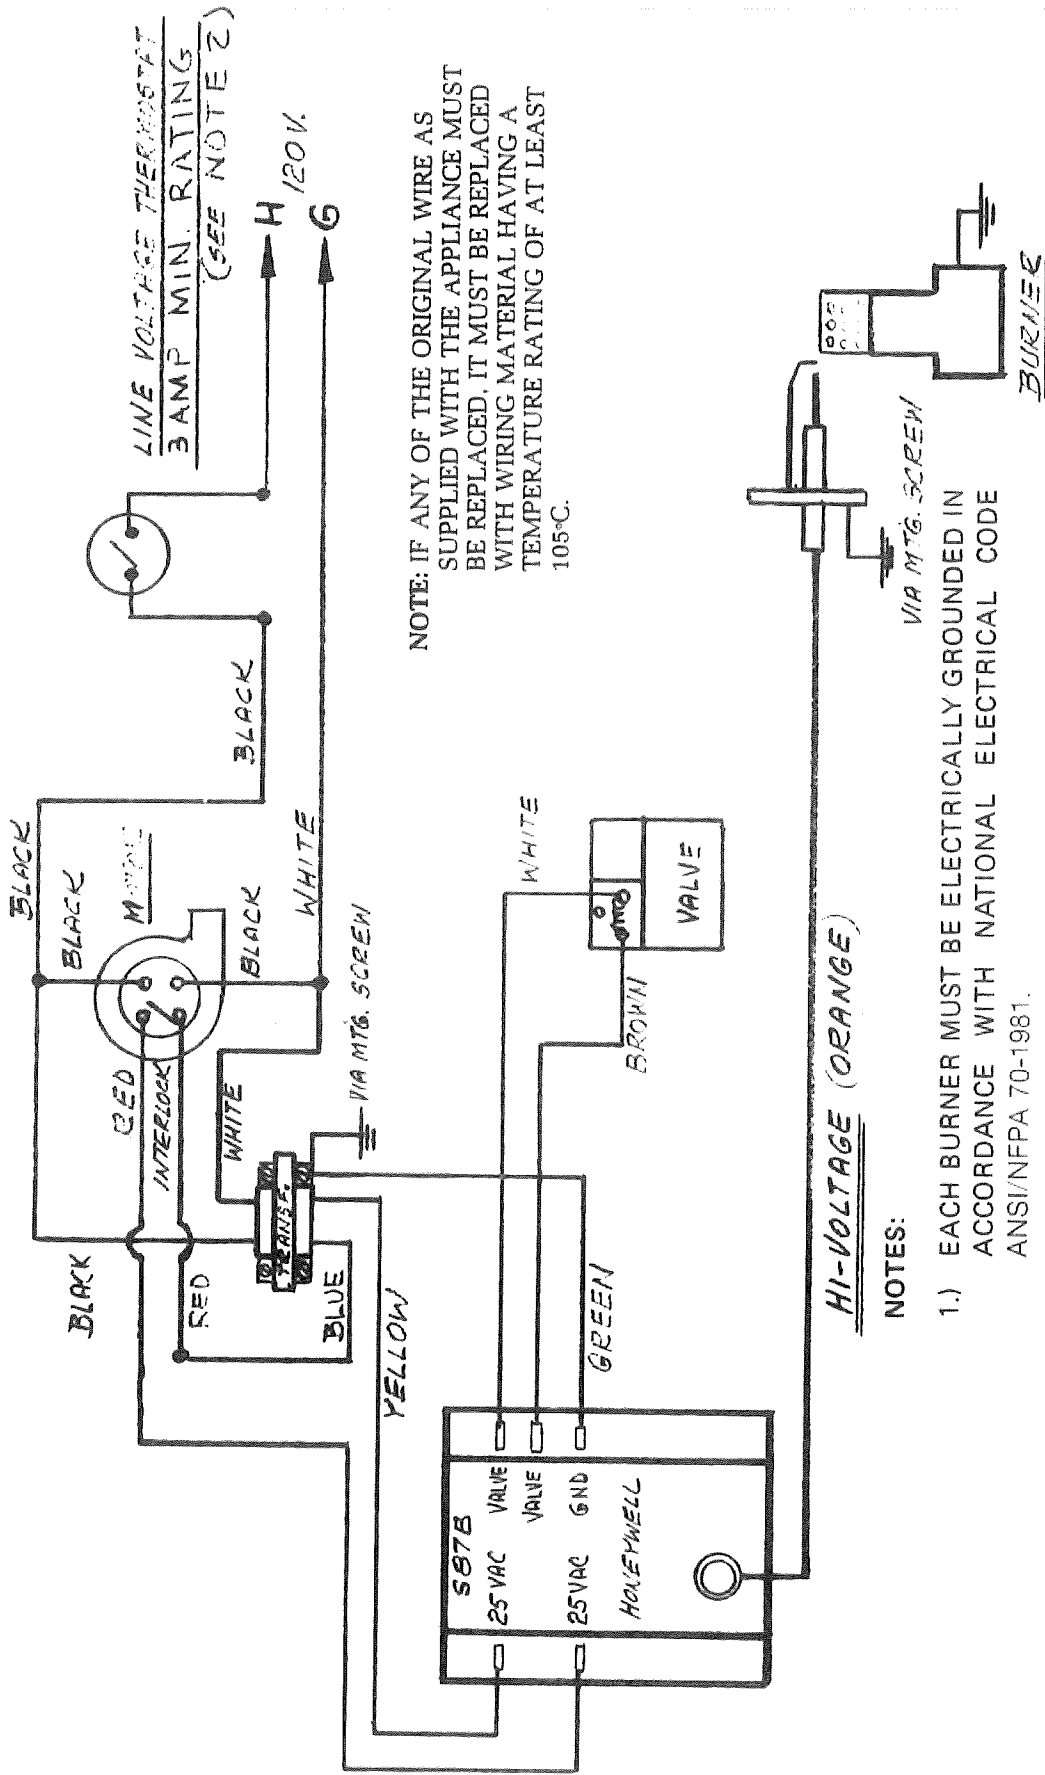 LINE VOLTAGE THERMOSTAT
3 AMP MIN. RATING
(SEE NOTE 2)
H
120V.
G
BLACK
BLACK
BLACK
BLACK
WHITE
RED
INTERLOCK
WHITE
VIA MTG. SCREW
BLACK
RED
TRANSF.
BLUE
YELLOW
NOTE: IF ANY OF THE ORIGINAL WIRE AS
SUPPLIED WITH THE APPLIANCE MUST
BE REPLACED, IT MUST BE REPLACED
WITH WIRING MATERIAL HAVING A
TEMPERATURE RATING OF AT LEAST
105°C.
WHITE
BROWN
VALVE
GREEN
S87B
25VAC VALVE
VALVE
25VAC GND
HONEYWELL
HI-VOLTAGE (ORANGE)
VIA MTG. SCREW
BURNER
NOTES:
1.) EACH BURNER MUST BE ELECTRICALLY GROUNDED IN
ACCORDANCE WITH NATIONAL ELECTRICAL CODE
ANSI/NFPA 70-1981.